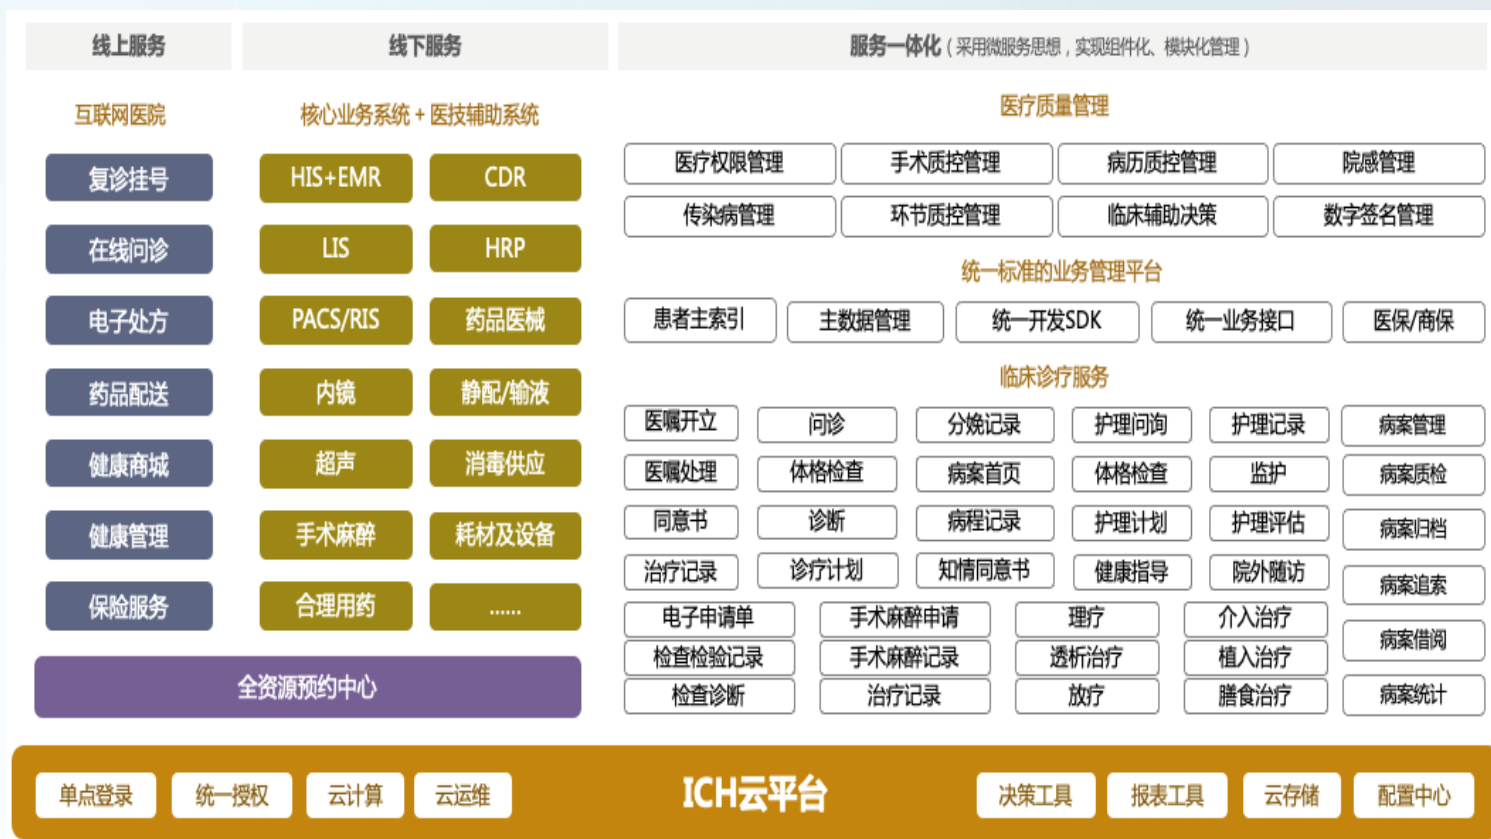 线上服务
线下服务
服务一体化（采用微服务思想，实现组件化、模块化管理）
互联网医院
复诊挂号
在线问诊
电子处方
药品配送
健康商城
健康管理
保险服务
核心业务系统 + 医技辅助系统
HIS+EMR CDR
LIS HRP
PACS/RIS 药品医械
内镜 静配/输液
超声 消毒供应
手术麻醉 耗材及设备
合理用药 ......
全资源预约中心
医疗质量管理
医疗权限管理 手术质控管理 病历质控管理 院感管理
传染病管理 环节质控管理 临床辅助决策 数字签名管理
统一标准的业务管理平台
患者主索引 主数据管理 统一开发SDK 统一业务接口 医保/商保
临床诊疗服务
医嘱开立 问诊 分娩记录 护理问询 护理记录 病案管理
医嘱处理 体格检查 病案首页 体格检查 监护 病案质检
同意书 诊断 病程记录 护理计划 护理评估 病案归档
治疗记录 诊疗计划 知情同意书 健康指导 院外随访 病案追索
电子申请单 手术麻醉申请 理疗 介入治疗 病案借阅
检查检验记录 手术麻醉记录 透析治疗 植入治疗
检查诊断 治疗记录 放疗 膳食治疗 病案统计
单点登录 统一授权 云计算 云运维 ICH云平台 决策工具 报表工具 云存储 配置中心